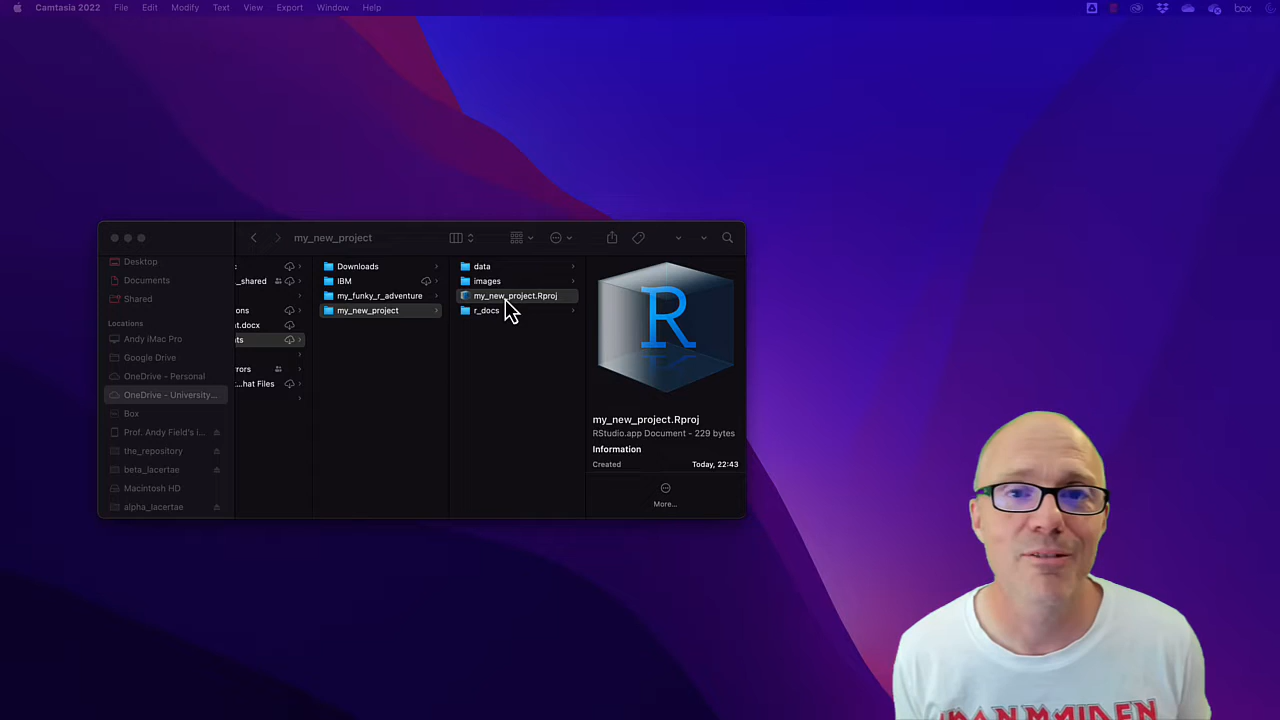 Camtasia 2022 File Edit Modify Text View Export Window Help box
my_new_project
Desktop
Documents
Shared
Locations
Andy iMac Pro
Google Drive
OneDrive - Personal
OneDrive - University...
Box
Prof. Andy Field's i...
the_repository
beta_lacertae
Macintosh HD
alpha_lacertae
_shared
ons
nt.docx
ts
rrors
t...hat Files
Downloads
IBM
my_funky_r_adventure
my_new_project
data
images
my_new_project.Rproj
r_docs
R
my_new_project.Rproj
RStudio.app Document - 229 bytes
Information
Created Today, 22:43
More...
IRON MAIDEN